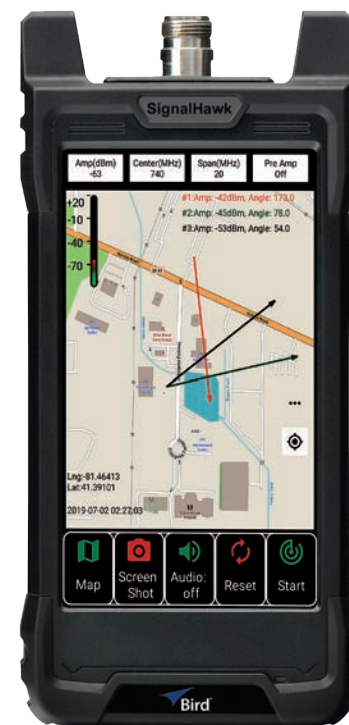 SignalHawk
Amp(dBm) Center(MHz) Span(MHz) Pre Amp
-63 740 20 Off
+20 #1:Amp: -42dBm, Angle: 173.0
-10 #2:Amp: -45dBm, Angle: 78.0
-40 #3:Amp: -53dBm, Angle: 54.0
-70
Lng:-81.46413
Lat:41.39101
2019-07-02 02:27:03
Map Screen Shot Audio: off Reset Start
Bird